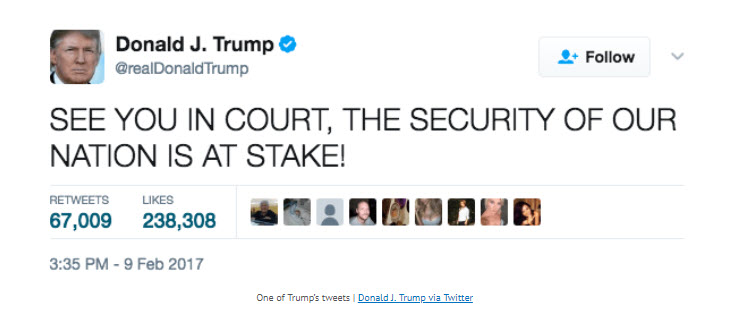 Donald J. Trump
@realDonaldTrump
Follow
SEE YOU IN COURT, THE SECURITY OF OUR
NATION IS AT STAKE!
RETWEETS LIKES
67,009 238,308
3:35 PM - 9 Feb 2017
One of Trump's tweets | Donald J. Trump via Twitter